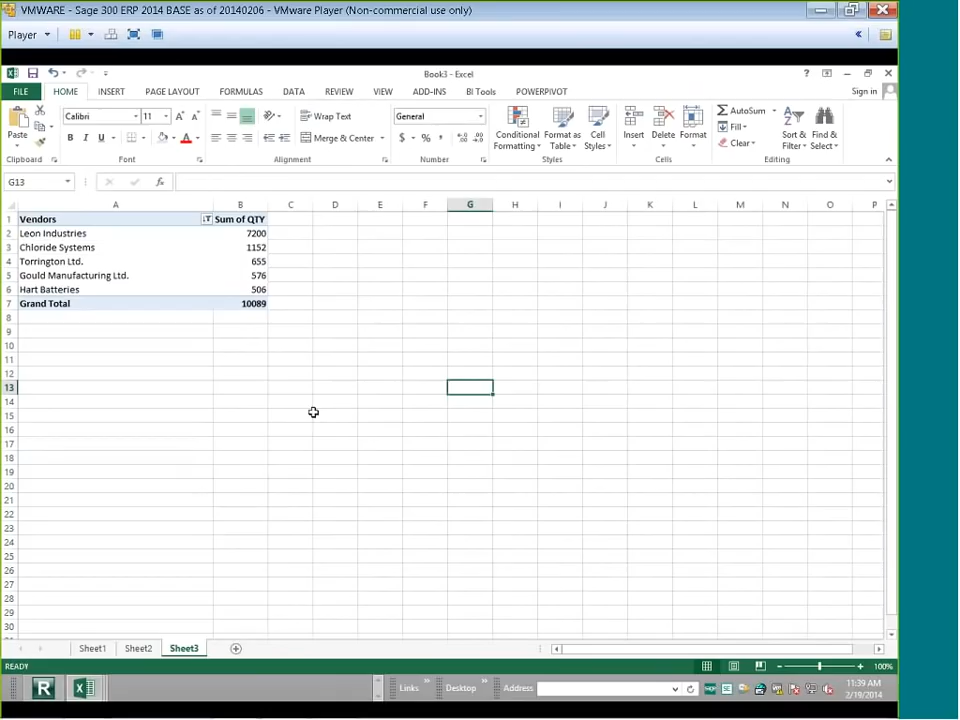 VMWARE - Sage 300 ERP 2014 BASE as of 20140206 - VMware Player (Non-commercial use only)
Player
Book3 - Excel
FILE HOME INSERT PAGE LAYOUT FORMULAS DATA REVIEW VIEW ADD-INS BI Tools POWERPIVOT Sign in
Calibri 11 Wrap Text General AutoSum
Paste B I U Merge & Center $ % , Conditional Formatting Format as Table Cell Styles Insert Delete Format Fill Clear Sort & Filter Find & Select
Clipboard Font Alignment Number Styles Cells Editing
G13 fx
A B C D E F G H I J K L M N O P
1 Vendors Sum of QTY
2 Leon Industries 7200
3 Chloride Systems 1152
4 Torrington Ltd. 655
5 Gould Manufacturing Ltd. 576
6 Hart Batteries 506
7 Grand Total 10089
8
9
10
11
12
13
14
15
16
17
18
19
20
21
22
23
24
25
26
27
28
29
30
Sheet1 Sheet2 Sheet3
READY 100%
R Links Desktop Address 11:39 AM
2/19/2014